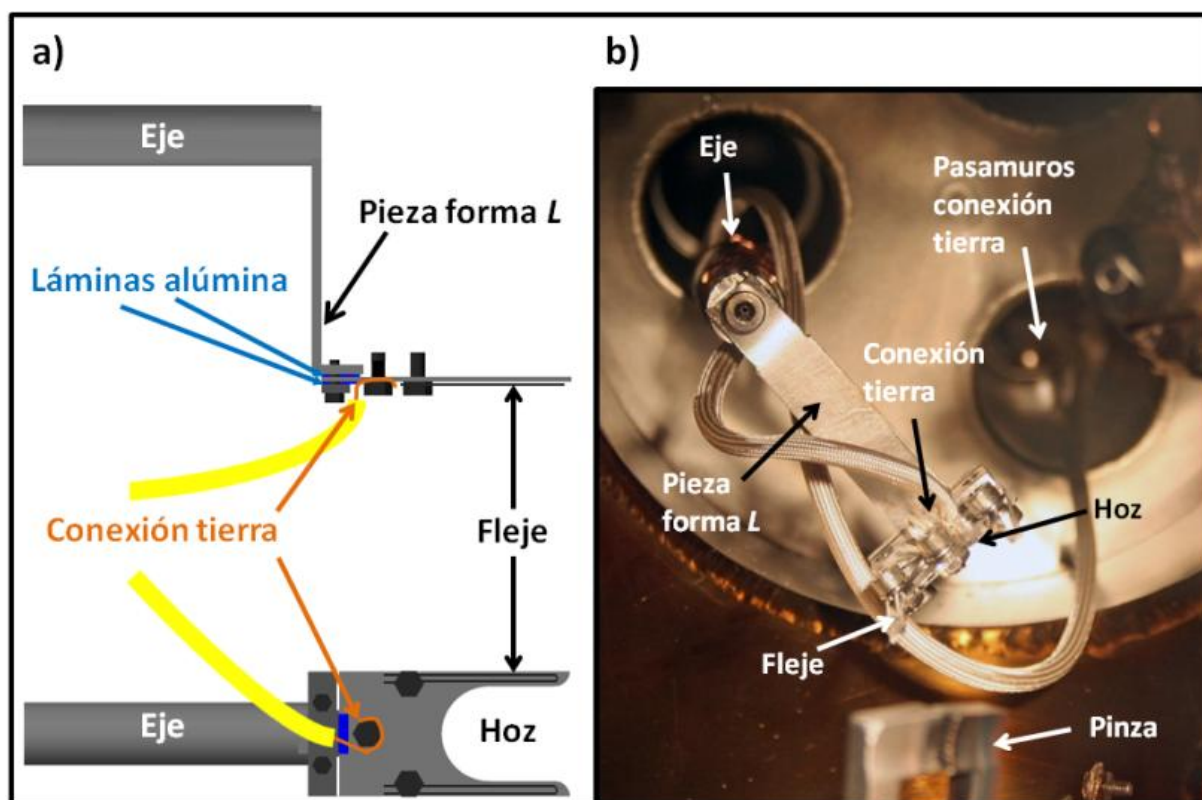 a)
Eje
Pieza forma L
Láminas alúmina
Conexión tierra
Fleje
Eje
Hoz
b)
Eje
Pasamuros
conexión
tierra
Conexión
tierra
Pieza
forma L
Hoz
Fleje
Pinza